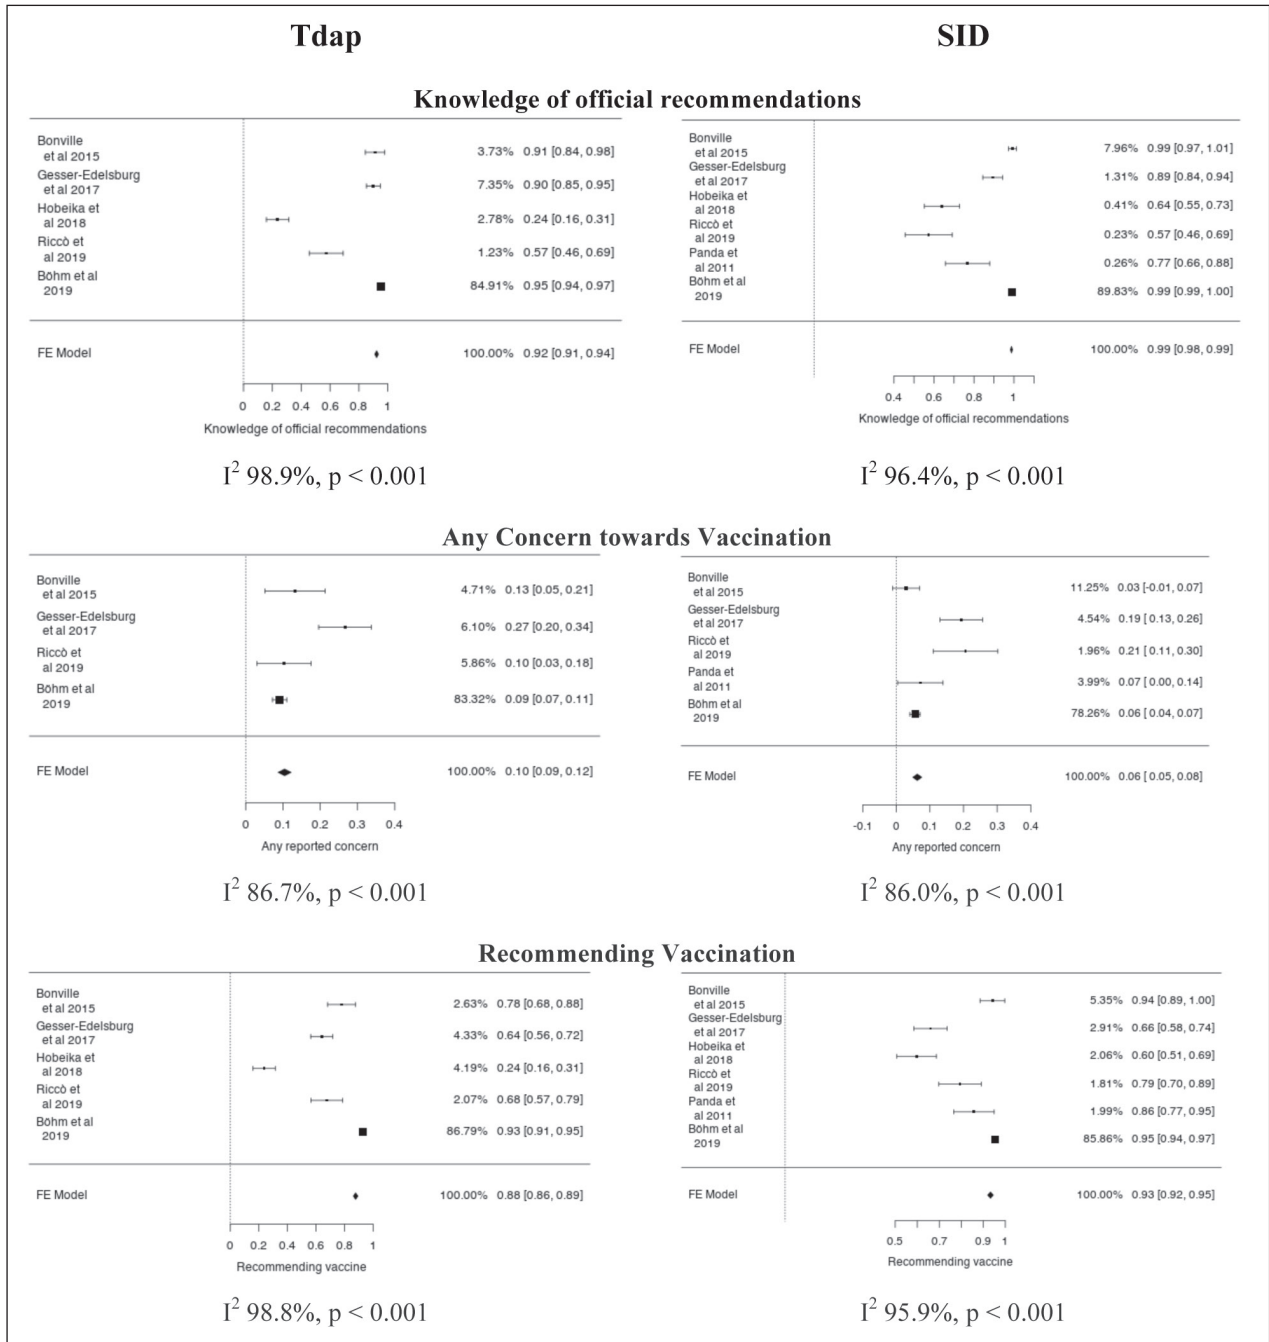 Tdap
SID
Knowledge of official recommendations
Bonville
et al 2015
3.73% 0.91 [0.84, 0.98]
Gesser-Edelsburg
et al 2017
7.35% 0.90 [0.85, 0.95]
Hobeika et
al 2018
2.78% 0.24 [0.16, 0.31]
Riccò et
al 2019
1.23% 0.57 [0.46, 0.69]
Böhm et al
2019
84.91% 0.95 [0.94, 0.97]
FE Model
100.00% 0.92 [0.91, 0.94]
0 0.2 0.4 0.6 0.8 1
Knowledge of official recommendations
I² 98.9%, p < 0.001
Bonville
et al 2015
7.96% 0.99 [0.97, 1.01]
Gesser-Edelsburg
et al 2017
1.31% 0.89 [0.84, 0.94]
Hobeika et
al 2018
0.41% 0.64 [0.55, 0.73]
Riccò et
al 2019
0.23% 0.57 [0.46, 0.69]
Panda et
al 2011
0.26% 0.77 [0.66, 0.88]
Böhm et al
2019
89.83% 0.99 [0.99, 1.00]
FE Model
100.00% 0.99 [0.98, 0.99]
0.4 0.6 0.8 1
Knowledge of official recommendations
I² 96.4%, p < 0.001
Any Concern towards Vaccination
Bonville
et al 2015
4.71% 0.13 [0.05, 0.21]
Gesser-Edelsburg
et al 2017
6.10% 0.27 [0.20, 0.34]
Riccò et
al 2019
5.86% 0.10 [0.03, 0.18]
Böhm et al
2019
83.32% 0.09 [0.07, 0.11]
FE Model
100.00% 0.10 [0.09, 0.12]
0 0.1 0.2 0.3 0.4
Any reported concern
I² 86.7%, p < 0.001
Bonville
et al 2015
11.25% 0.03 [-0.01, 0.07]
Gesser-Edelsburg
et al 2017
4.54% 0.19 [ 0.13, 0.26]
Riccò et
al 2019
1.96% 0.21 [ 0.11, 0.30]
Panda et
al 2011
3.99% 0.07 [ 0.00, 0.14]
Böhm et al
2019
78.26% 0.06 [ 0.04, 0.07]
FE Model
100.00% 0.06 [ 0.05, 0.08]
-0.1 0 0.1 0.2 0.3 0.4
Any reported concern
I² 86.0%, p < 0.001
Recommending Vaccination
Bonville
et al 2015
2.63% 0.78 [0.68, 0.88]
Gesser-Edelsburg
et al 2017
4.33% 0.64 [0.56, 0.72]
Hobeika et
al 2018
4.19% 0.24 [0.16, 0.31]
Riccò et
al 2019
2.07% 0.68 [0.57, 0.79]
Böhm et al
2019
86.79% 0.93 [0.91, 0.95]
FE Model
100.00% 0.88 [0.86, 0.89]
0 0.2 0.4 0.6 0.8 1
Recommending vaccine
I² 98.8%, p < 0.001
Bonville
et al 2015
5.35% 0.94 [0.89, 1.00]
Gesser-Edelsburg
et al 2017
2.91% 0.66 [0.58, 0.74]
Hobeika et
al 2018
2.06% 0.60 [0.51, 0.69]
Riccò et
al 2019
1.81% 0.79 [0.70, 0.89]
Panda et
al 2011
1.99% 0.86 [0.77, 0.95]
Böhm et al
2019
85.86% 0.95 [0.94, 0.97]
FE Model
100.00% 0.93 [0.92, 0.95]
0.5 0.7 0.9 1
Recommending vaccine
I² 95.9%, p < 0.001